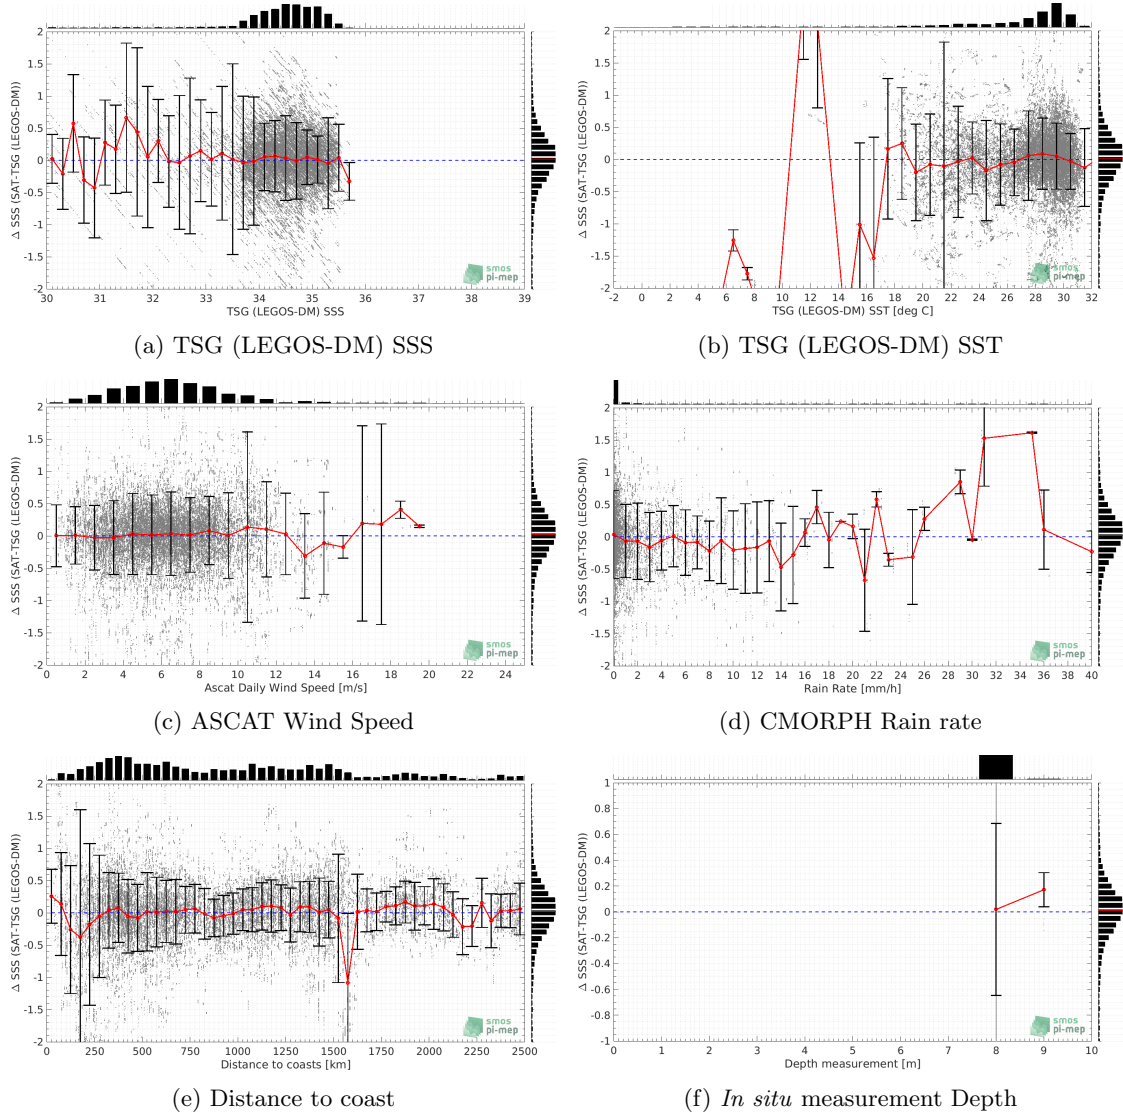 2
1.5
1
0.5
0
-0.5
-1
-1.5
-2
Δ SSS (SAT-TSG (LEGOS-DM))
30 31 32 33 34 35 36 37 38 39
TSG (LEGOS-DM) SSS
smos
pi-mep
(a) TSG (LEGOS-DM) SSS
2
1.5
1
0.5
0
-0.5
-1
-1.5
-2
Δ SSS (SAT-TSG (LEGOS-DM))
-2 0 2 4 6 8 10 12 14 16 18 20 22 24 26 28 30 32
TSG (LEGOS-DM) SST [deg C]
smos
pi-mep
(b) TSG (LEGOS-DM) SST
2
1.5
1
0.5
0
-0.5
-1
-1.5
-2
Δ SSS (SAT-TSG (LEGOS-DM))
0 2 4 6 8 10 12 14 16 18 20 22 24
Ascat Daily Wind Speed [m/s]
smos
pi-mep
(c) ASCAT Wind Speed
2
1.5
1
0.5
0
-0.5
-1
-1.5
-2
Δ SSS (SAT-TSG (LEGOS-DM))
0 2 4 6 8 10 12 14 16 18 20 22 24 26 28 30 32 34 36 38 40
Rain Rate [mm/h]
smos
pi-mep
(d) CMORPH Rain rate
2
1.5
1
0.5
0
-0.5
-1
-1.5
-2
Δ SSS (SAT-TSG (LEGOS-DM))
0 250 500 750 1000 1250 1500 1750 2000 2250 2500
Distance to coasts [km]
smos
pi-mep
(e) Distance to coast
1
0.8
0.6
0.4
0.2
0
-0.2
-0.4
-0.6
-0.8
-1
Δ SSS (SAT-TSG (LEGOS-DM))
0 1 2 3 4 5 6 7 8 9 10
Depth measurement [m]
smos
pi-mep
(f) In situ measurement Depth